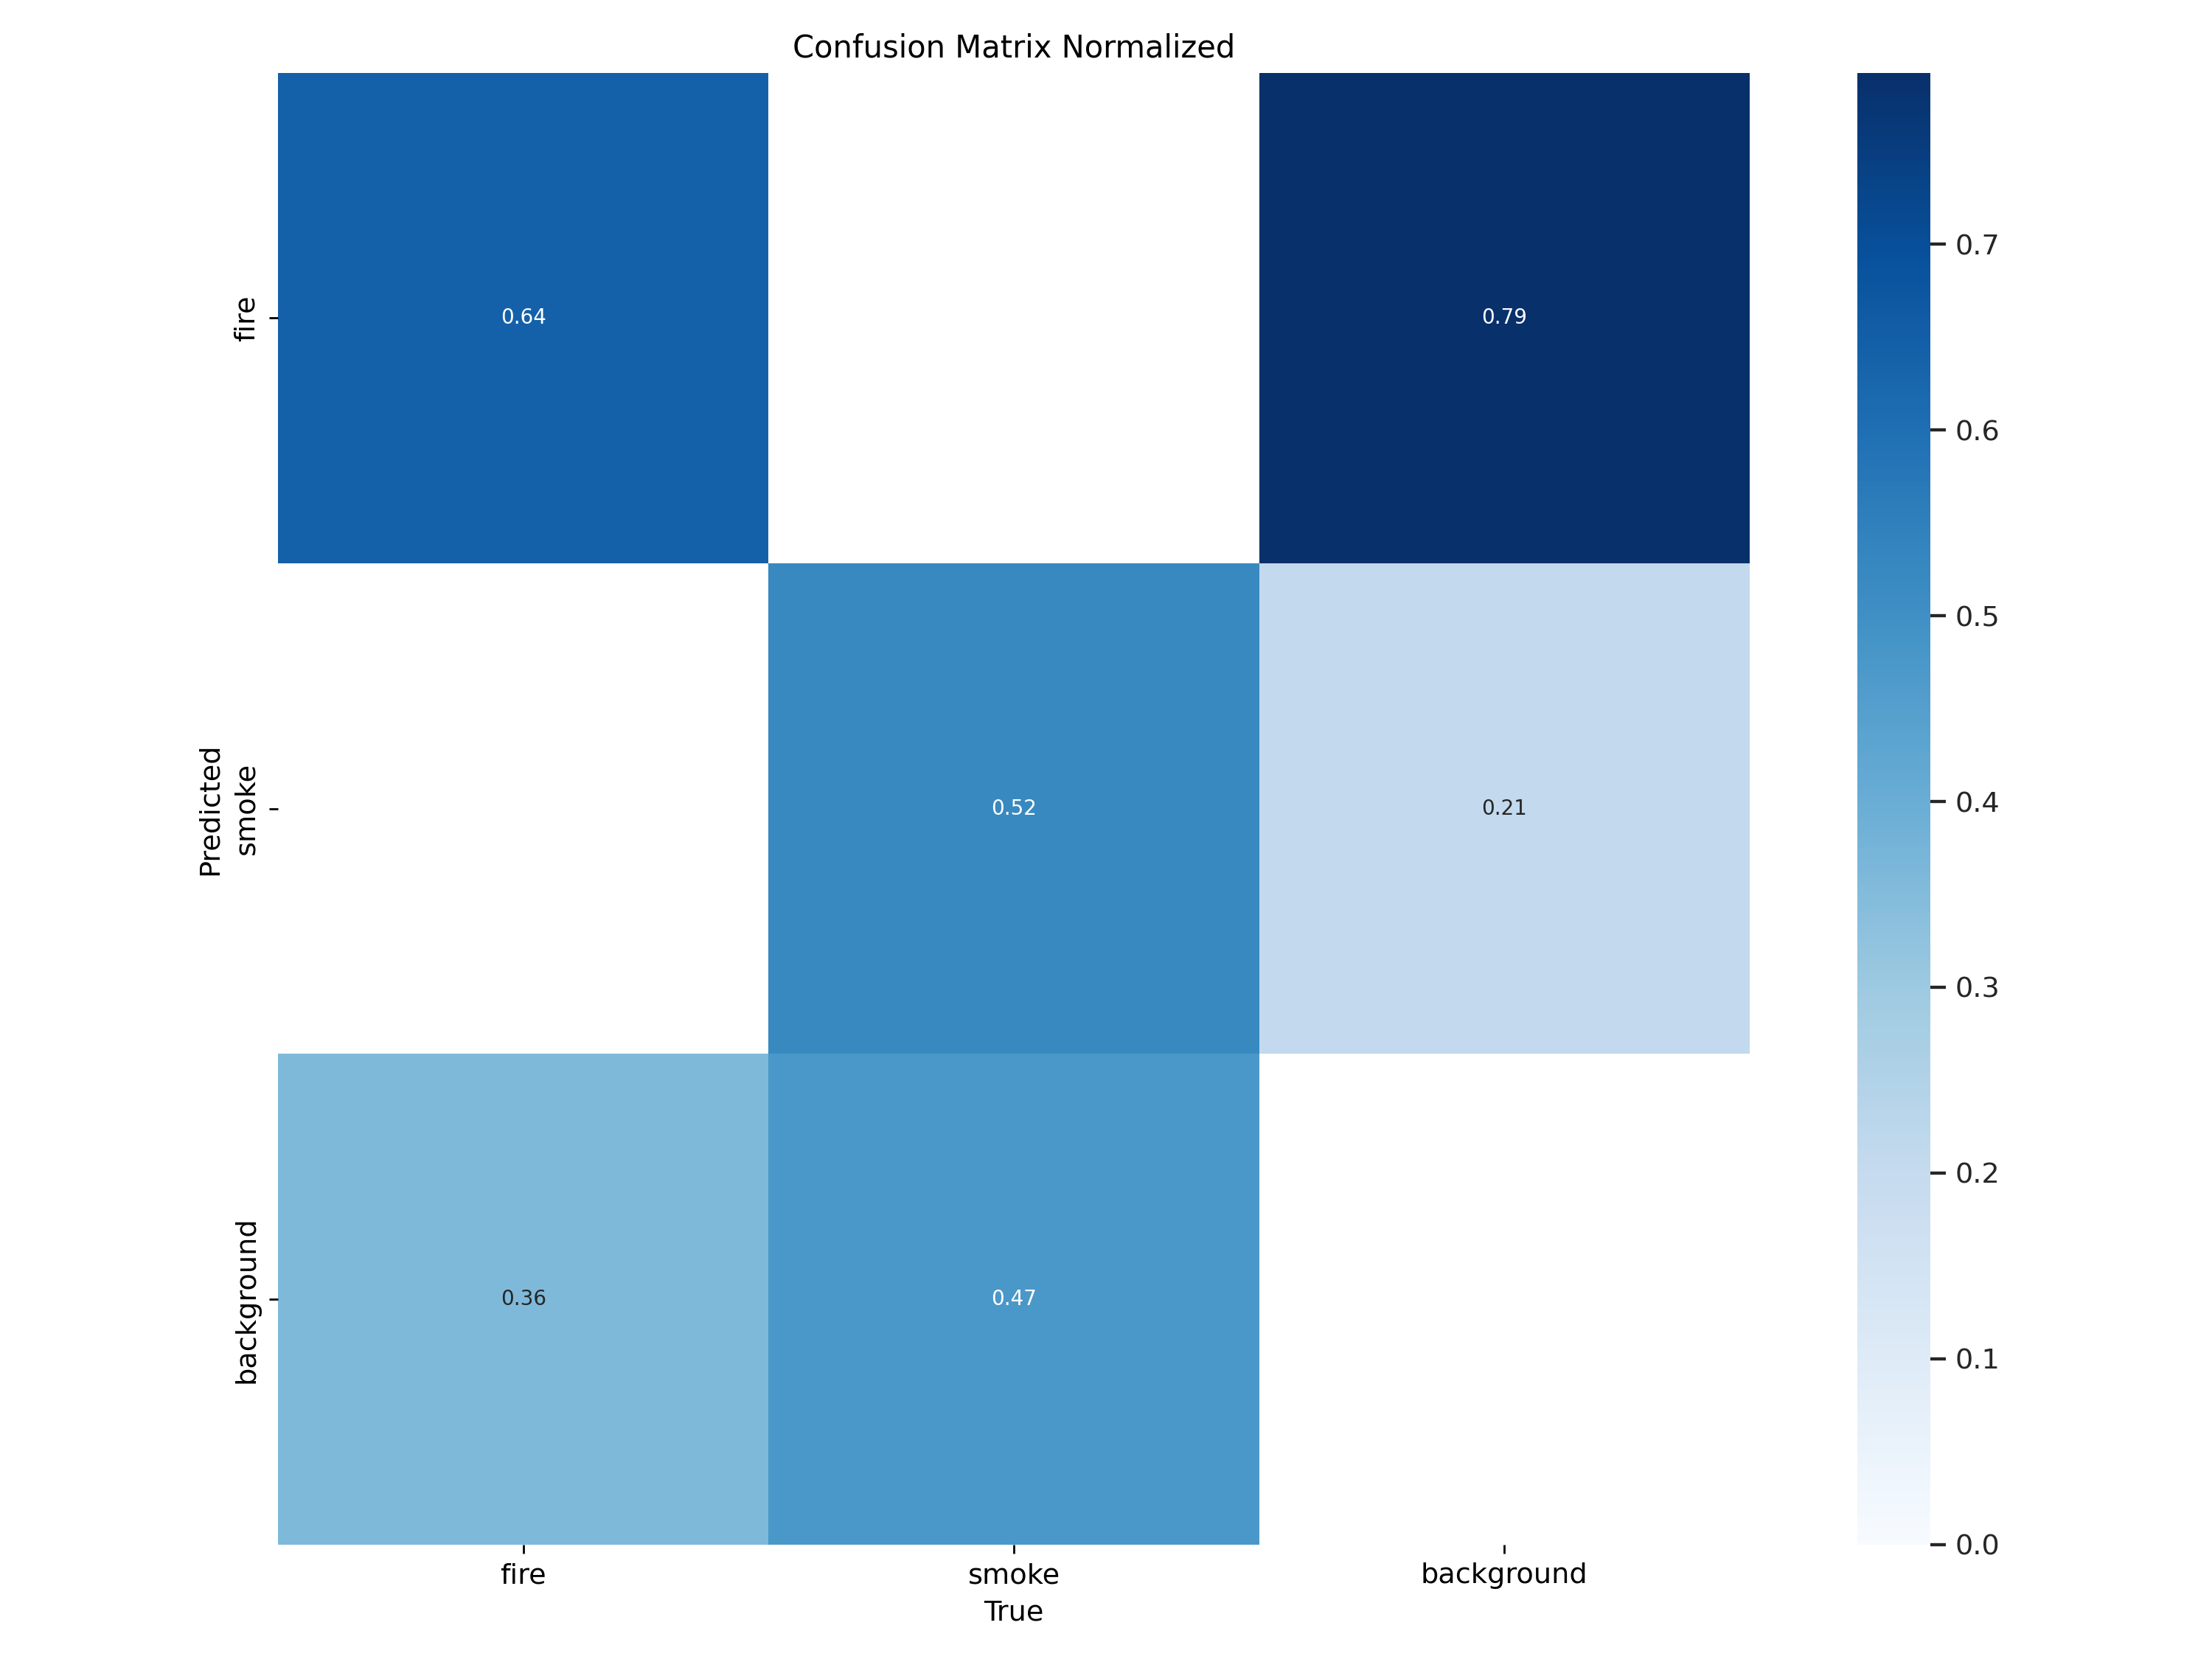 Confusion Matrix Normalized
fire
0.64
0.79
0.7
0.6
0.5
Predicted
smoke
0.52
0.21
0.4
0.3
0.2
background
0.36
0.47
0.1
0.0
fire
smoke
background
True